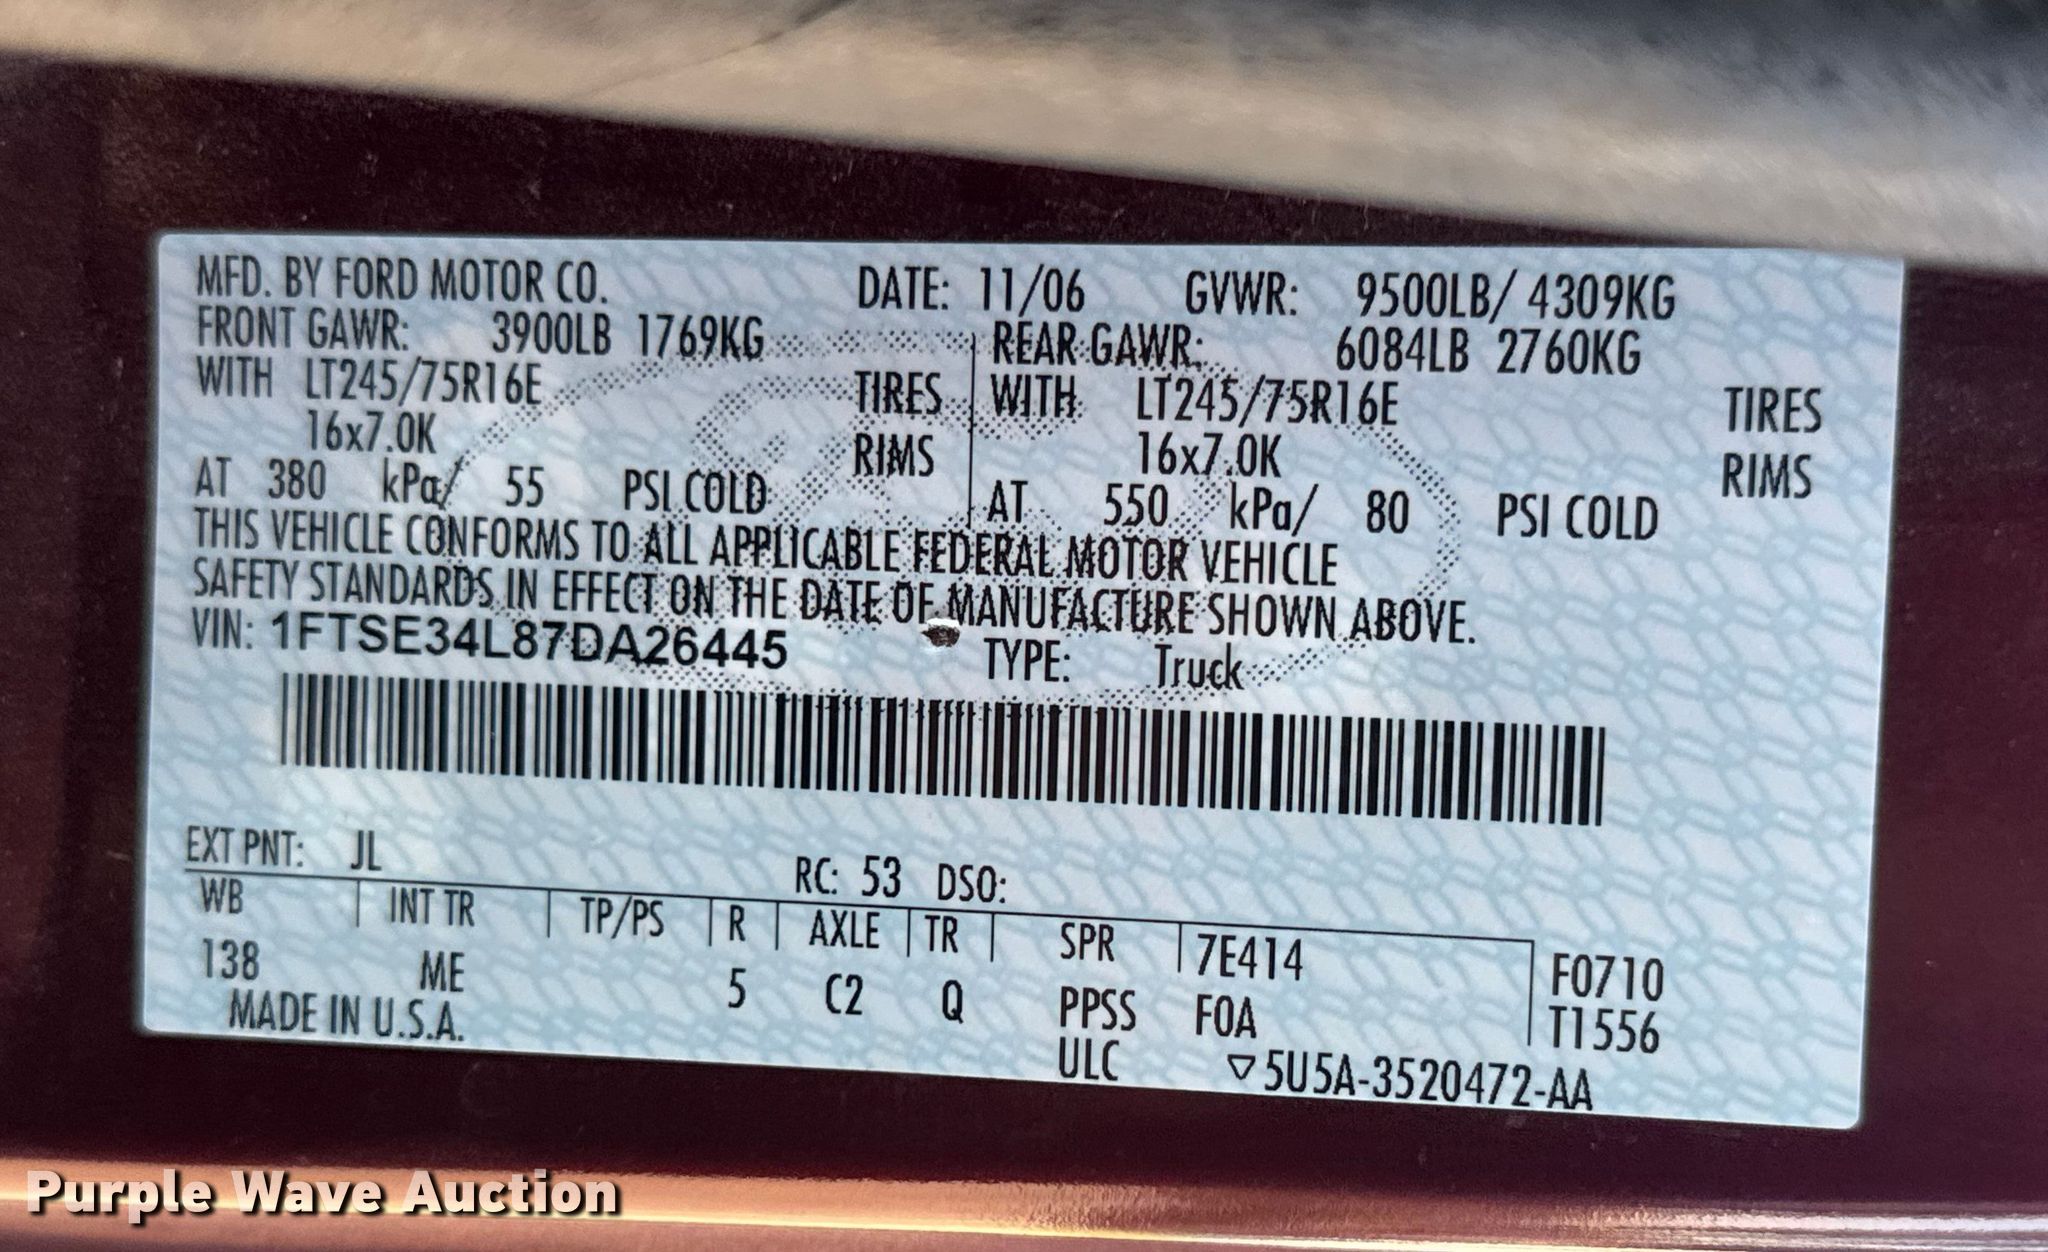 MFD. BY FORD MOTOR CO. DATE: 11/06 GVWR: 9500LB/ 4309KG
FRONT GAWR: 3900LB 1769KG REAR GAWR: 6084LB 2760KG
WITH LT245/75R16E TIRES WITH LT245/75R16E TIRES
16x7.0K RIMS 16x7.0K RIMS
AT 380 kPa/ 55 PSI COLD AT 550 kPa/ 80 PSI COLD
THIS VEHICLE CONFORMS TO ALL APPLICABLE FEDERAL MOTOR VEHICLE
SAFETY STANDARDS IN EFFECT ON THE DATE OF MANUFACTURE SHOWN ABOVE.
VIN: 1FTSE34L87DA26445 TYPE: Truck
EXT PNT: JL RC: 53 DSO:
WB INT TR TP/PS R AXLE TR SPR 7E414 F0710
138 ME 5 C2 Q PPSS F0A T1556
MADE IN U.S.A. ULC ▽5U5A-3520472-AA
Purple Wave Auction